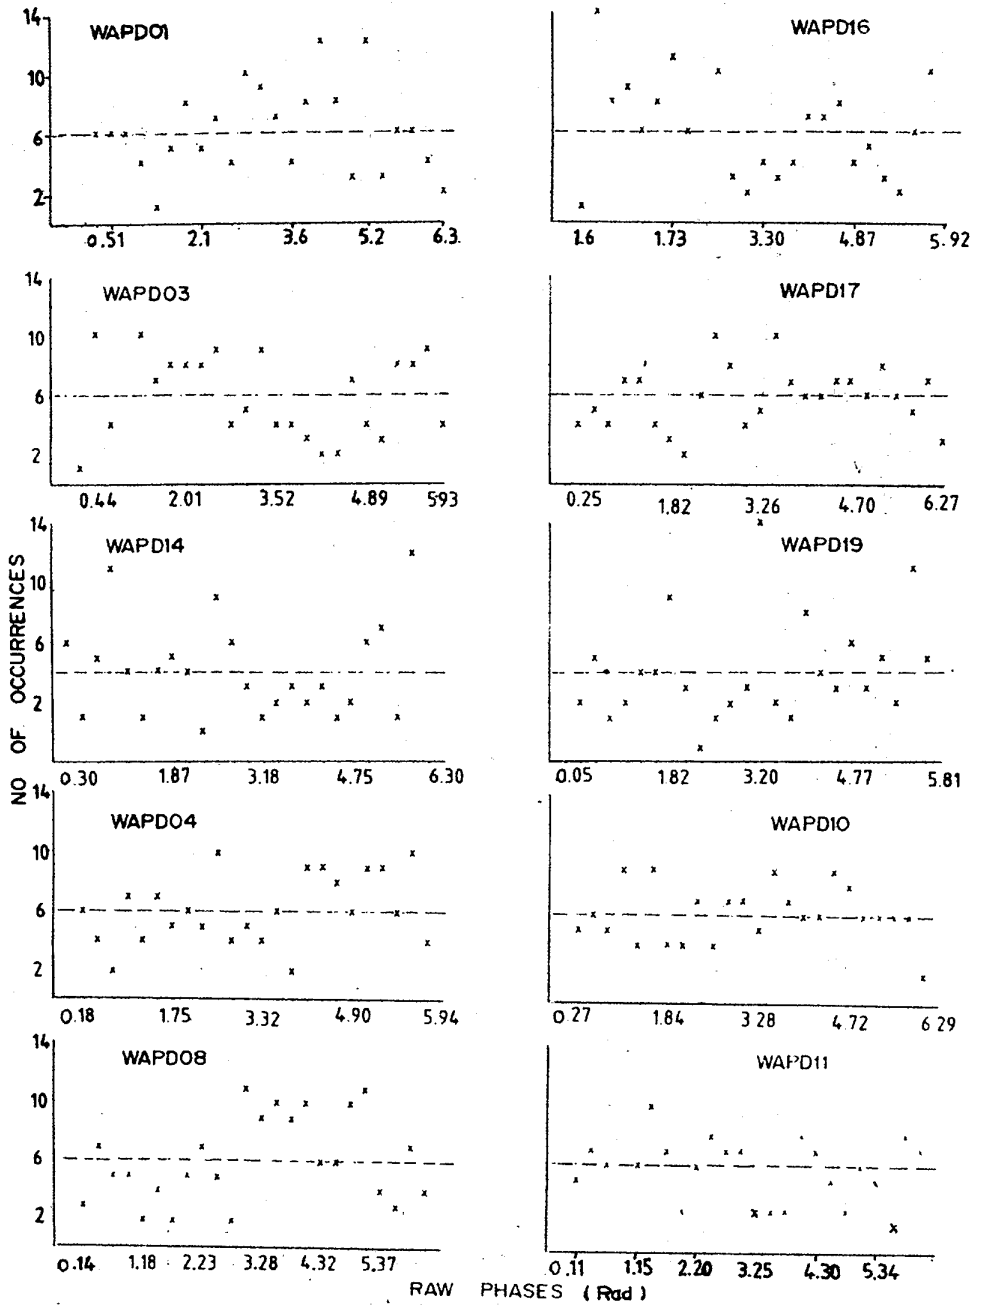 14
WAPD01
10
6
2
0.51 2.1 3.6 5.2 6.3.
WAPD16
1.6 1.73 3.30 4.87 5.92
14
WAPD03
10
6
2
0.44 2.01 3.52 4.89 593
WAPD17
0.25 1.82 3.26 4.70 6.27
14
WAPD14
10
6
2
0.30 1.87 3.18 4.75 6.30
WAPD19
0.05 1.82 3.20 4.77 5.81
NO OF OCCURRENCES
14
WAPD04
10
6
2
0.18 1.75 3.32 4.90 5.94
WAPD10
0.27 1.84 3 28 4.72 6 29
14
WAPD08
10
6
2
0.14 1.18 2.23 3.28 4.32 5.37
WAPD11
0.11 1.15 2.20 3.25 4.30 5.34
RAW PHASES (Rad)